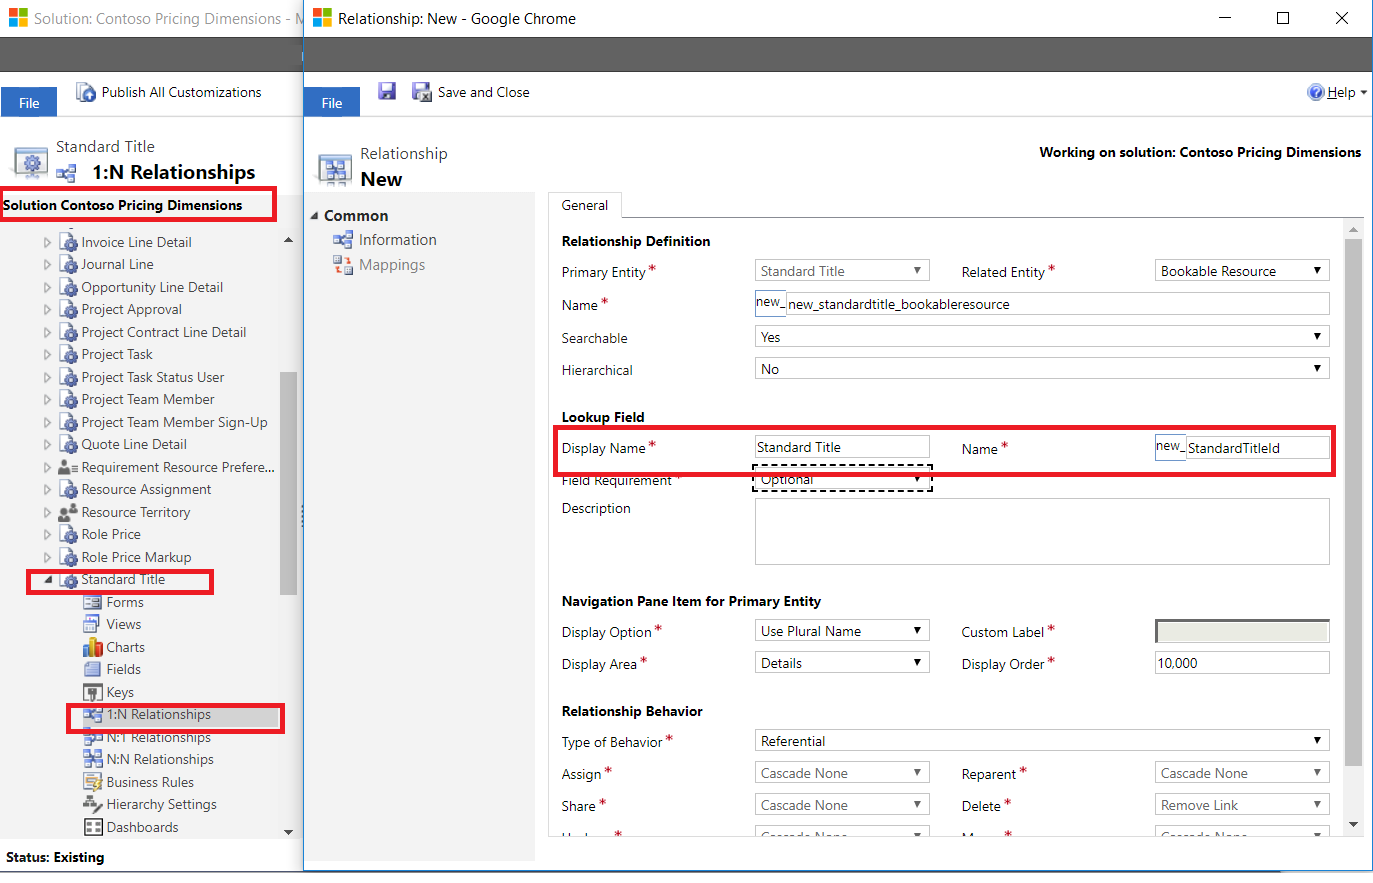 Solution: Contoso Pricing Dimensions - M
File
Publish All Customizations
Standard Title
1:N Relationships
Solution Contoso Pricing Dimensions
Invoice Line Detail
Journal Line
Opportunity Line Detail
Project Approval
Project Contract Line Detail
Project Task
Project Task Status User
Project Team Member
Project Team Member Sign-Up
Quote Line Detail
Requirement Resource Prefere...
Resource Assignment
Resource Territory
Role Price
Role Price Markup
Standard Title
Forms
Views
Charts
Fields
Keys
1:N Relationships
N:1 Relationships
N:N Relationships
Business Rules
Hierarchy Settings
Dashboards
Status: Existing
Relationship: New - Google Chrome
File
Save and Close
Help
Relationship
New
Working on solution: Contoso Pricing Dimensions
Common
Information
Mappings
General
Relationship Definition
Primary Entity* Standard Title Related Entity* Bookable Resource
Name* new_ new_standardtitle_bookableresource
Searchable Yes
Hierarchical No
Lookup Field
Display Name* Standard Title Name* new_ StandardTitleId
Field Requirement* Optional
Description
Navigation Pane Item for Primary Entity
Display Option* Use Plural Name Custom Label*
Display Area* Details Display Order* 10,000
Relationship Behavior
Type of Behavior* Referential
Assign* Cascade None Reparent* Cascade None
Share* Cascade None Delete* Remove Link
Cascade None Cascade None